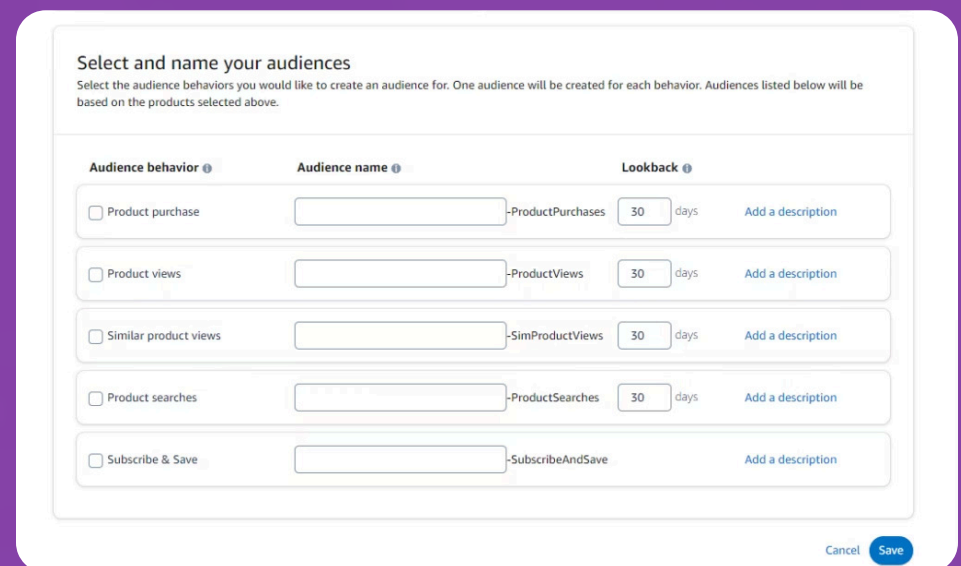 Select and name your audiences
Select the audience behaviors you would like to create an audience for. One audience will be created for each behavior. Audiences listed below will be
based on the products selected above.
Audience behavior Audience name Lookback
Product purchase -ProductPurchases 30 days Add a description
Product views -ProductViews 30 days Add a description
Similar product views -SimProductViews 30 days Add a description
Product searches -ProductSearches 30 days Add a description
Subscribe & Save -SubscribeAndSave Add a description
Cancel Save